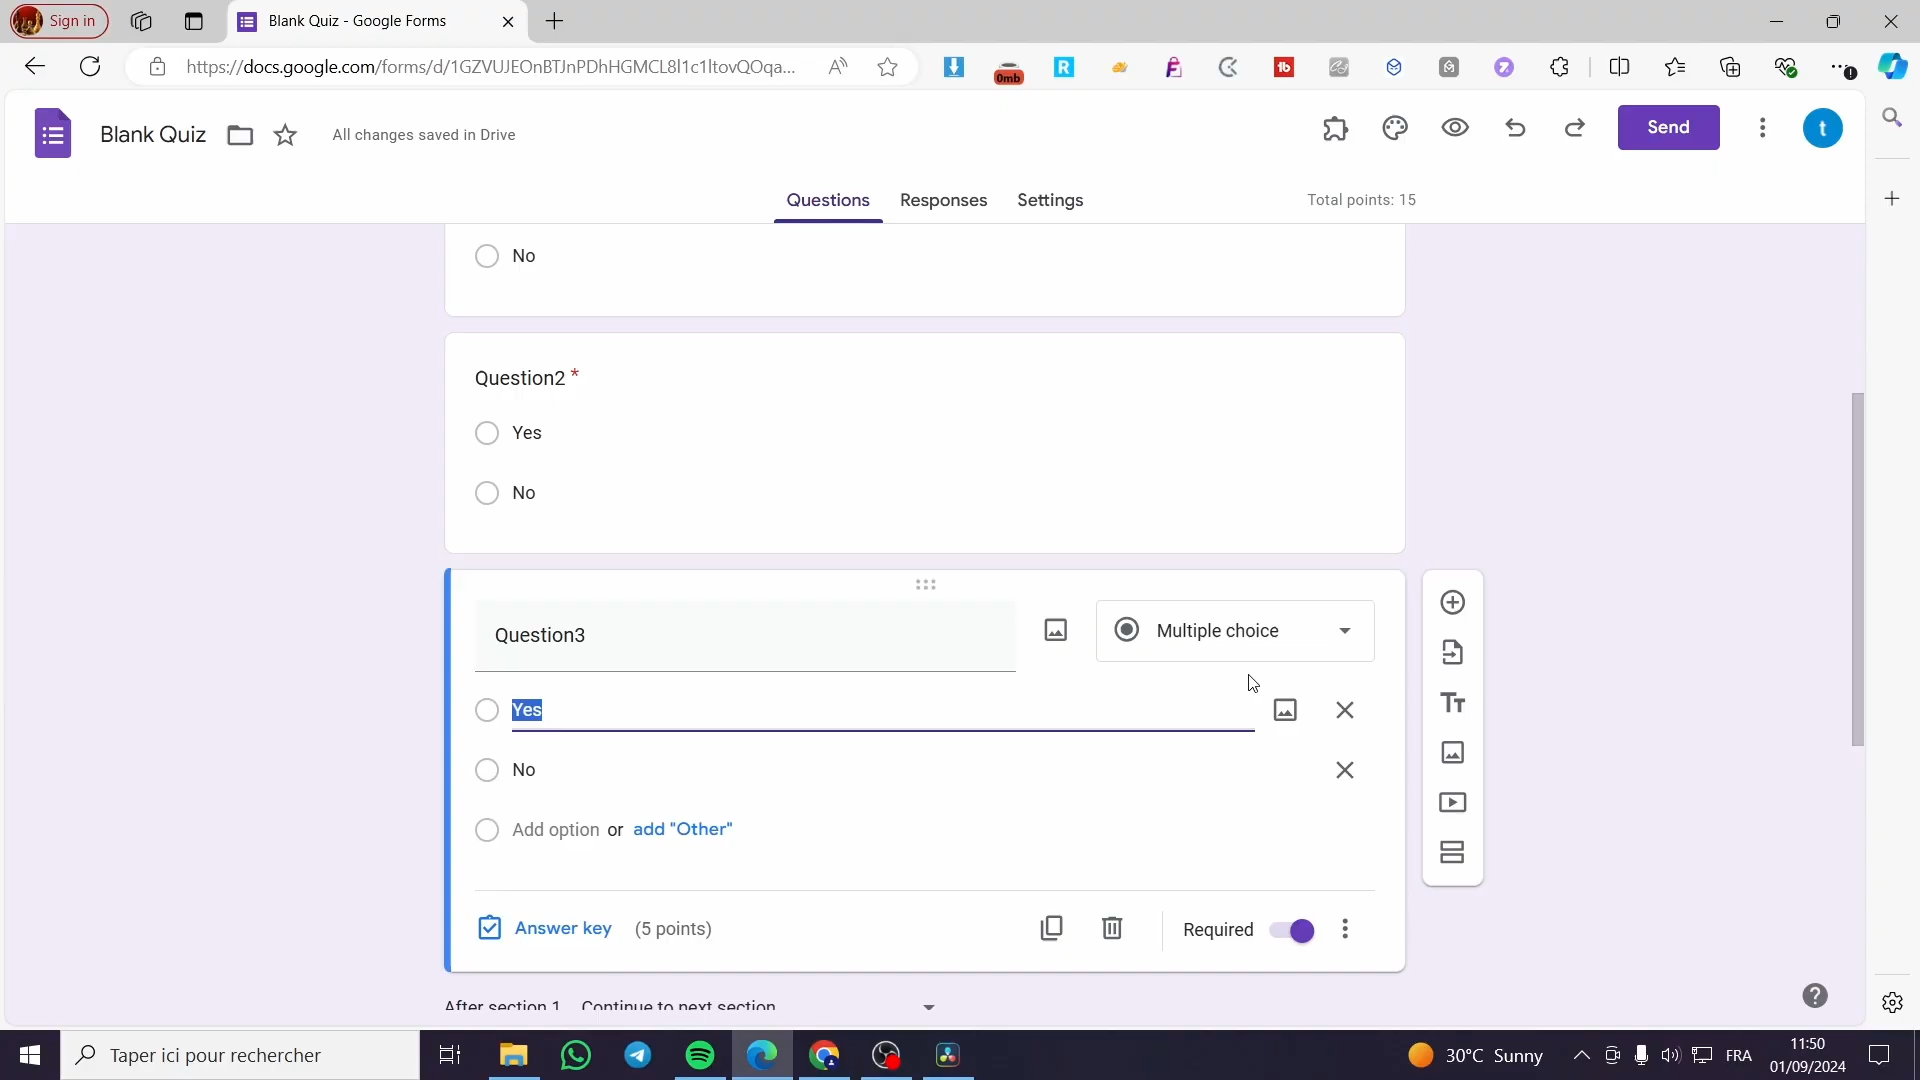 Sign in
Blank Quiz - Google Forms
https://docs.google.com/forms/d/1GZVUJEOnBTJnPDhHGMCL8l1c1ltovQOqa...
0mb
Blank Quiz
All changes saved in Drive
Send
t
Questions
Responses
Settings
Total points: 15
No
Question2 *
Yes
No
Question3
Multiple choice
Yes
No
Add option or add "Other"
Answer key (5 points)
Required
After section 1 Continue to next section
Taper ici pour rechercher
30°C Sunny
FRA
11:50
01/09/2024